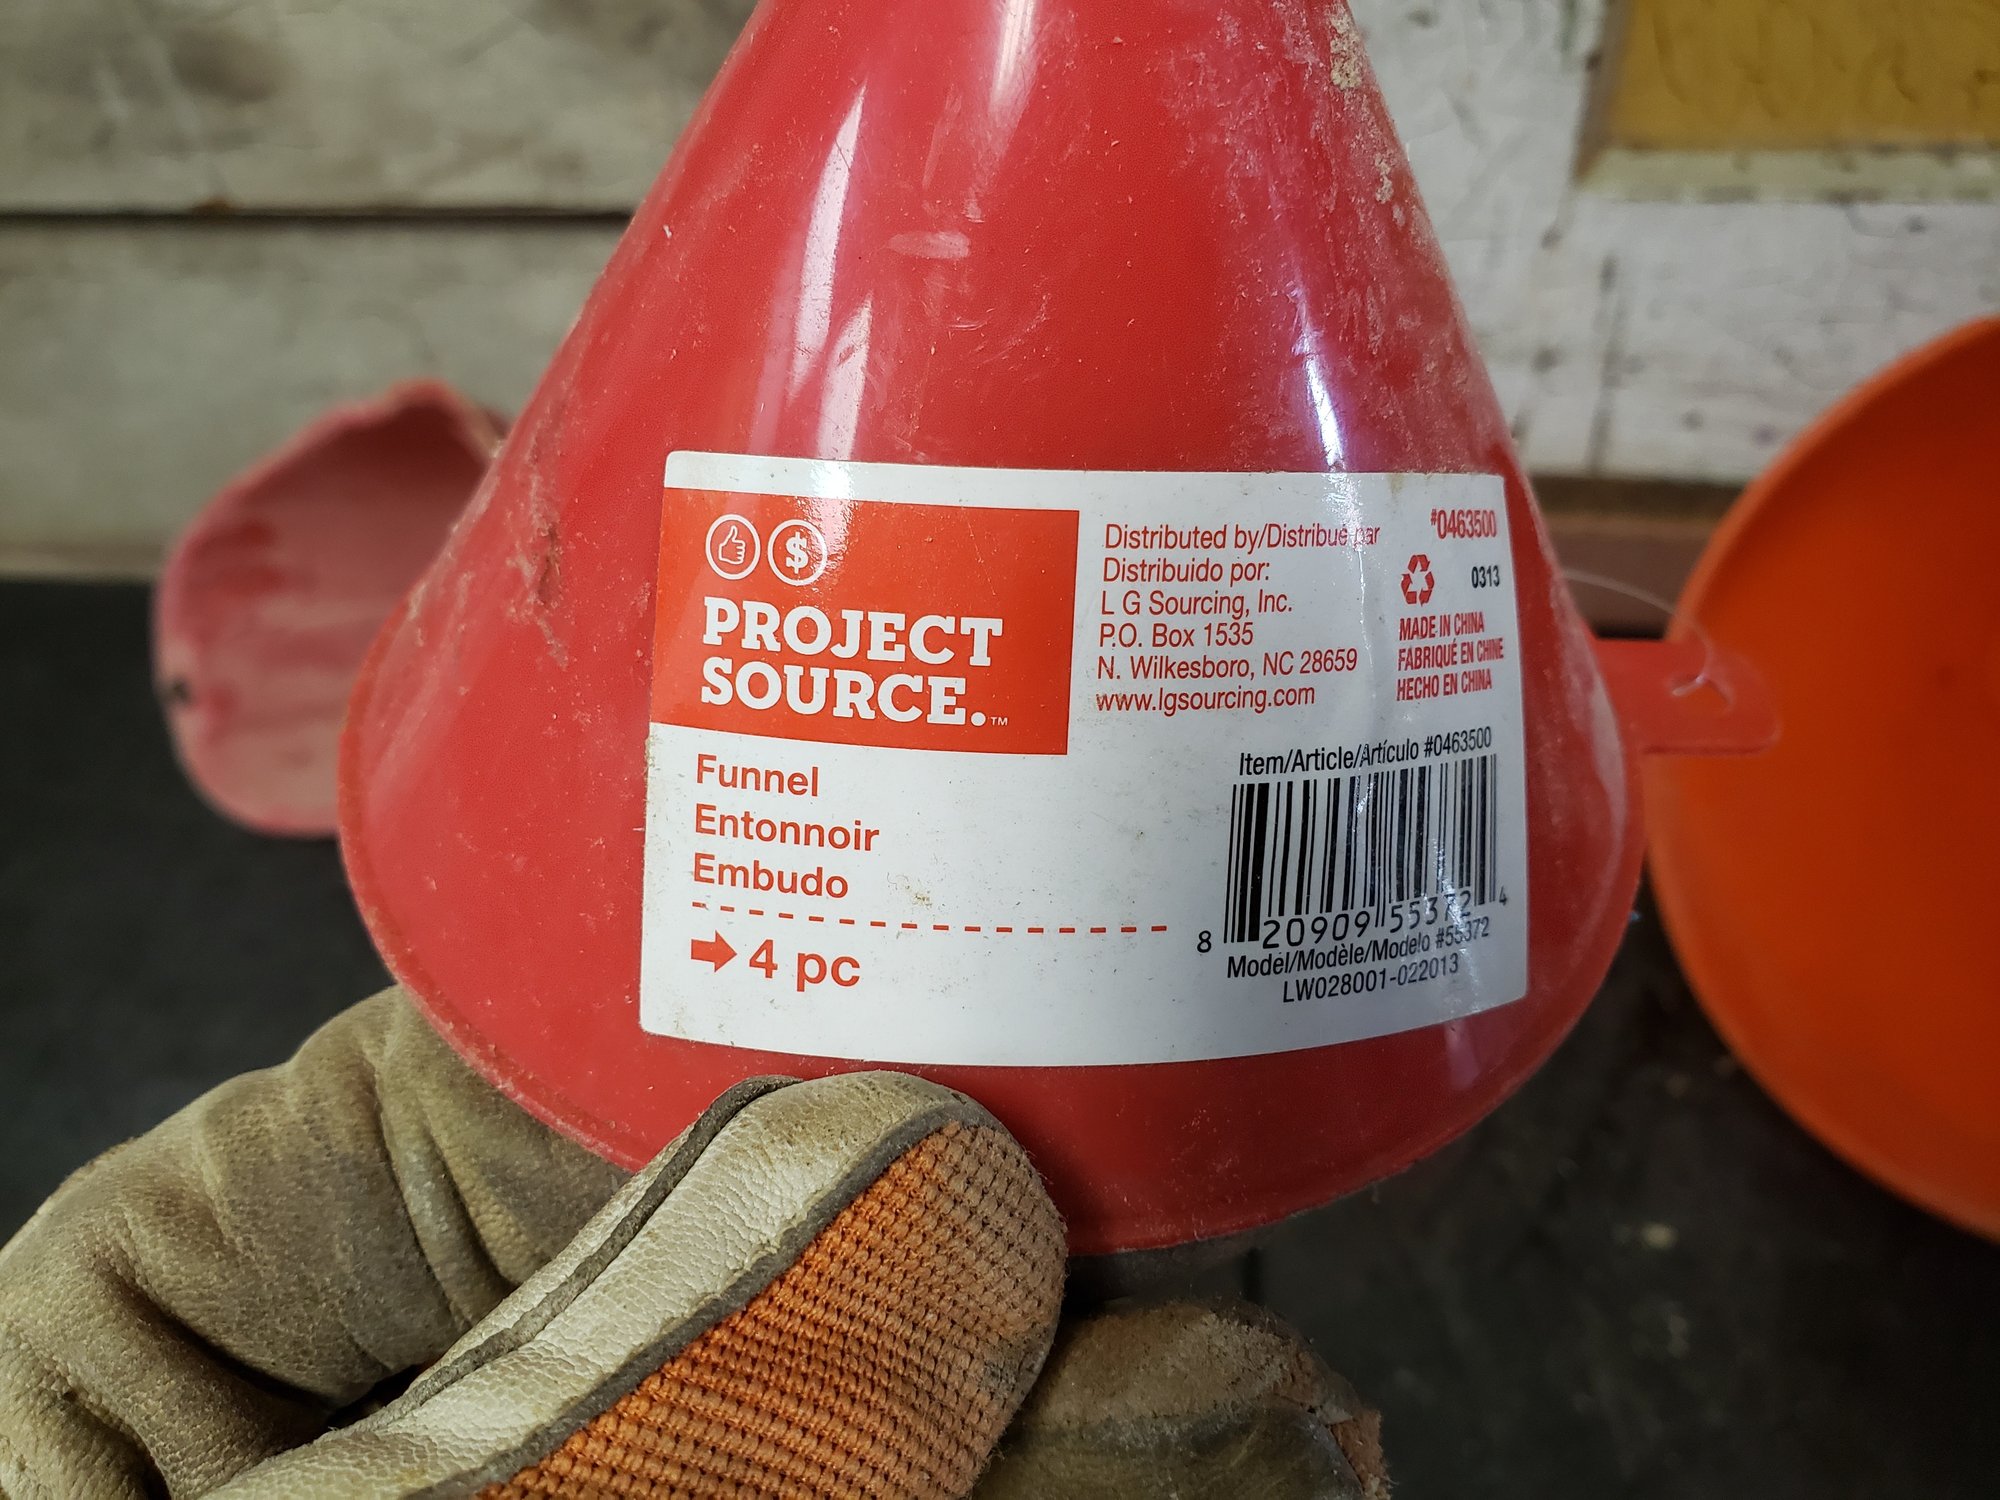 PROJECT
SOURCE.™
Funnel
Entonnoir
Embudo
4 pc
Distributed by/Distribué par
Distribuido por:
L G Sourcing, Inc.
P.O. Box 1535
N. Wilkesboro, NC 28659
www.lgsourcing.com
#0463500
0313
MADE IN CHINA
FABRIQUÉ EN CHINE
HECHO EN CHINA
Item/Article/Artículo #0463500
8 20909 55372 4
Model/Modèle/Modelo #55372
LW028001-022013